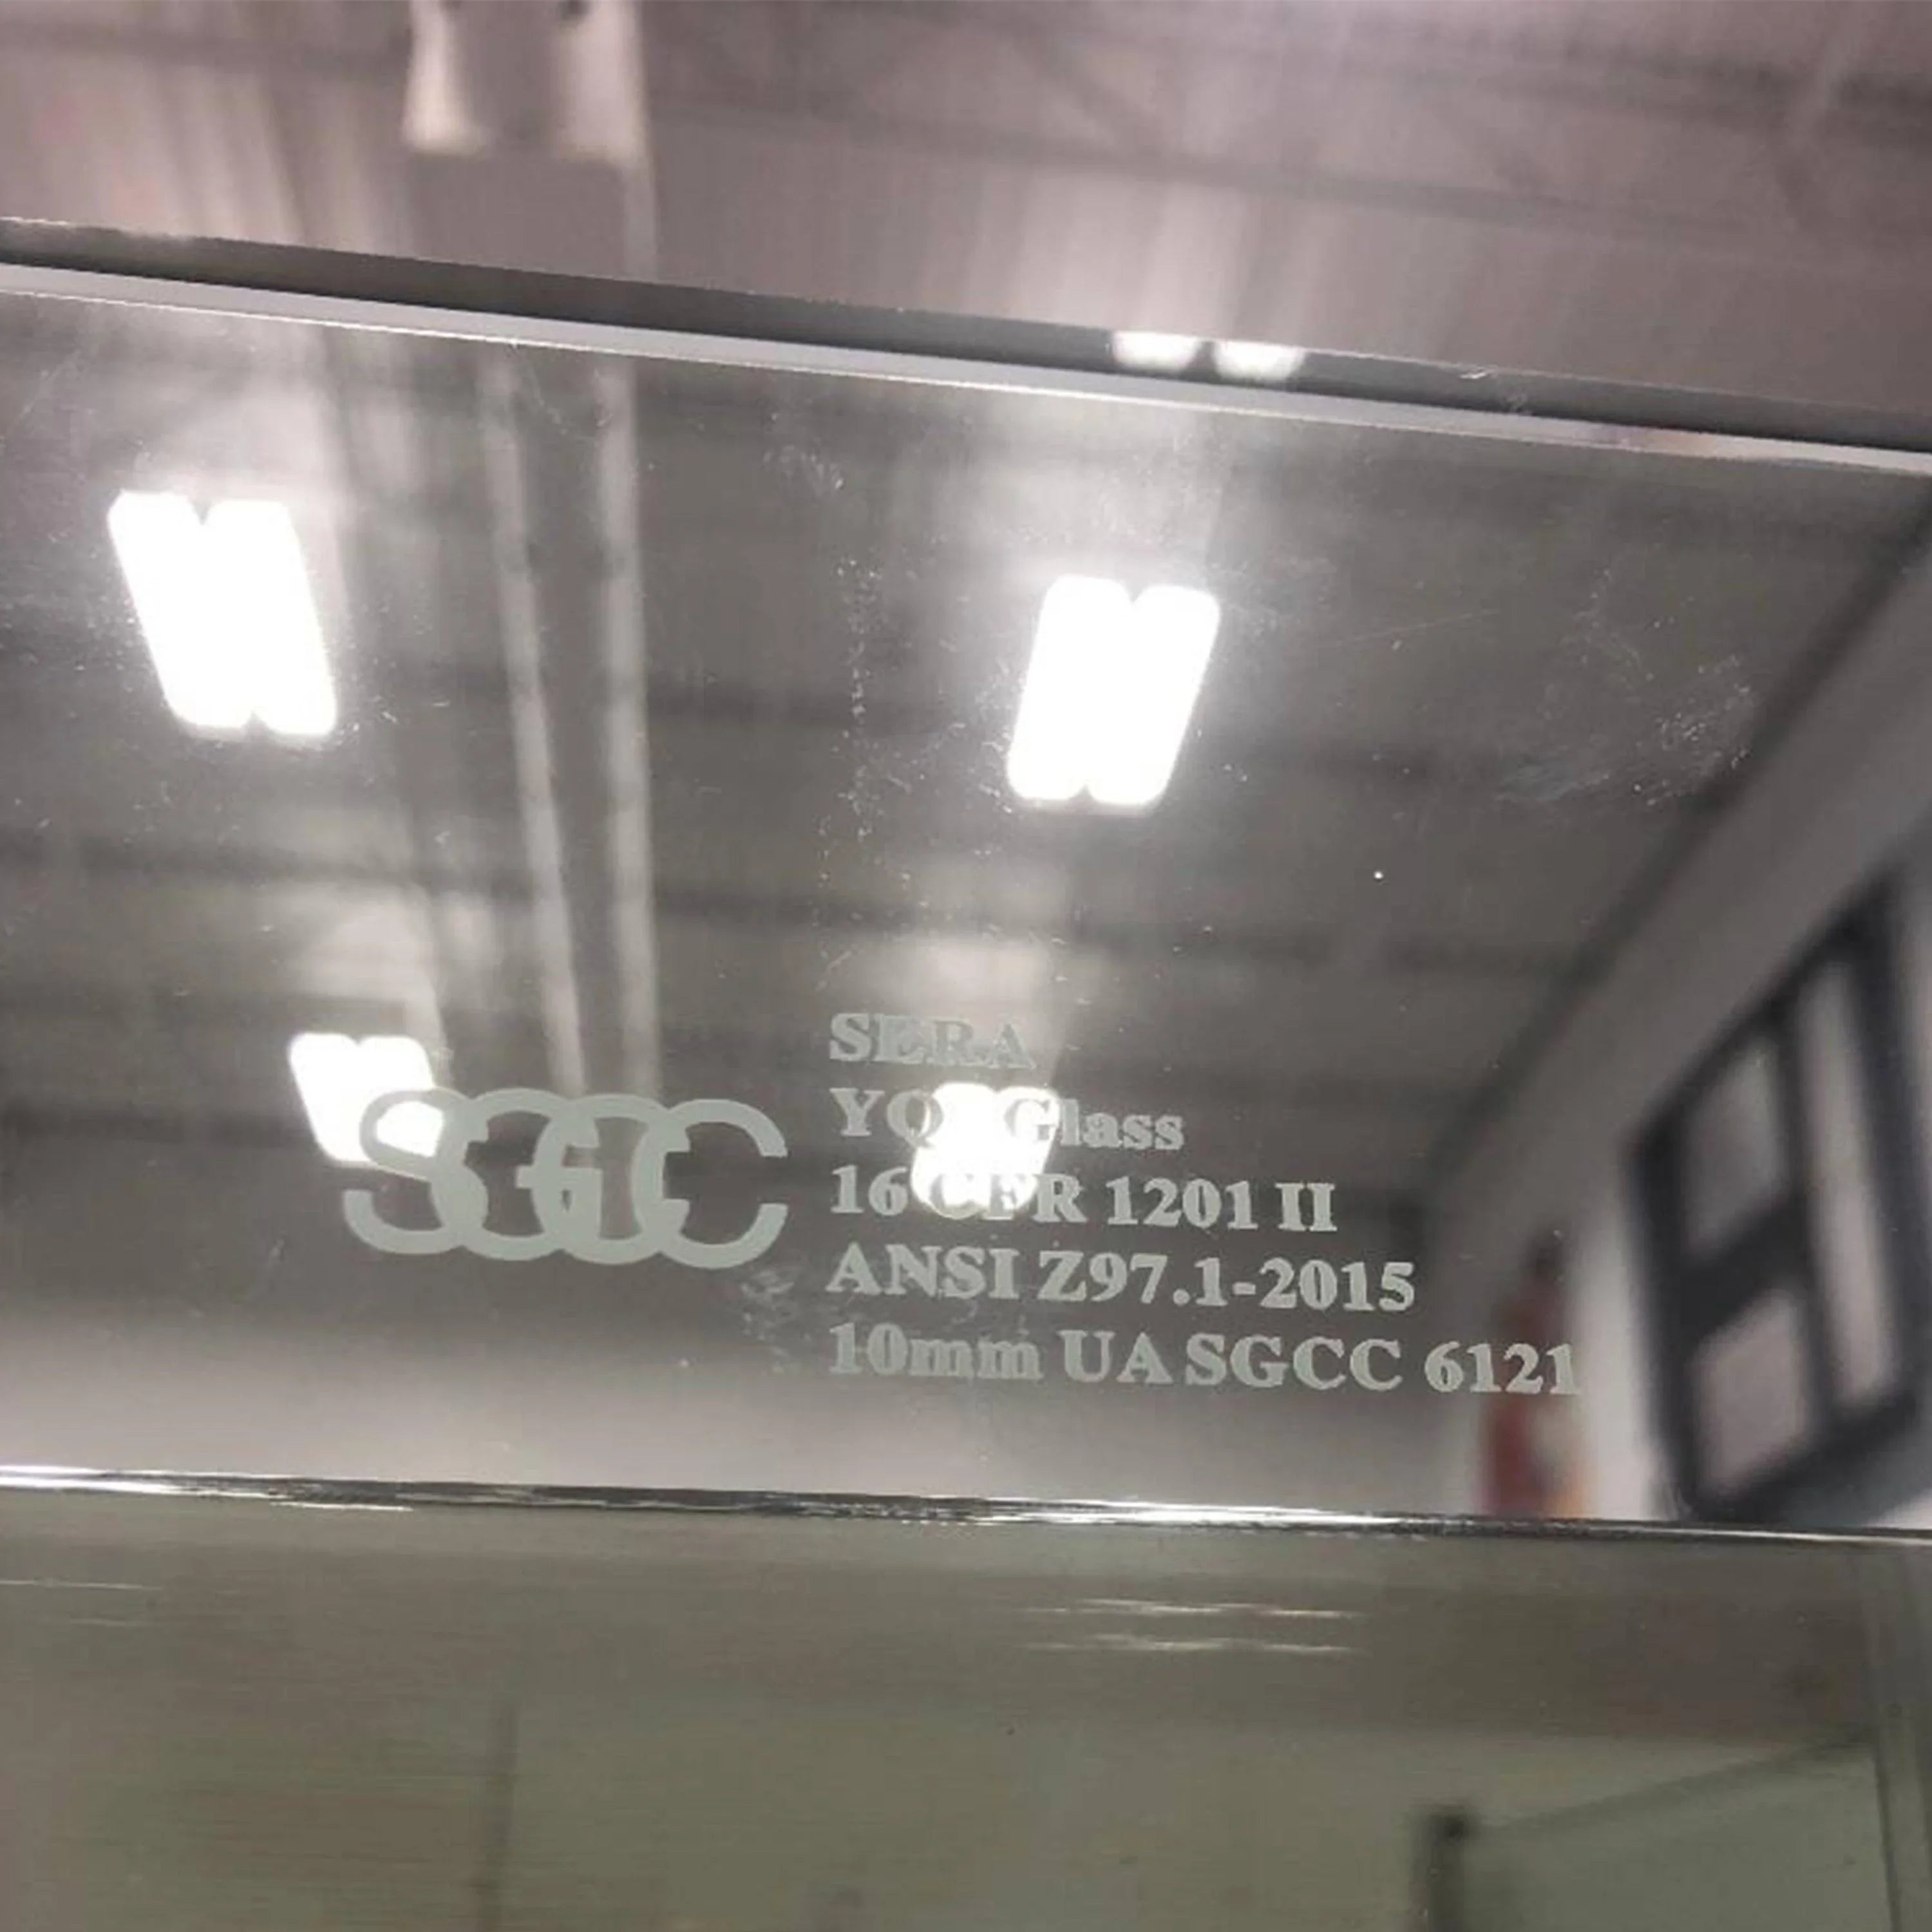 SGCC
SERA
Glass
16 CFR 1201 II
ANSI Z97.1-2015
10mm UA SGCC 6121